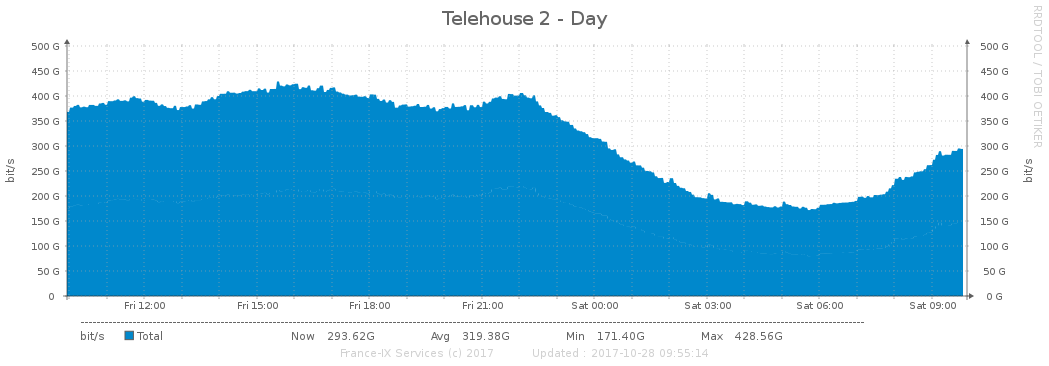 Telehouse 2 - Day
RRDTOOL / TOBI OETIKER
500 G 500 G
450 G 450 G
400 G 400 G
350 G 350 G
300 G 300 G
250 G 250 G
200 G 200 G
150 G 150 G
100 G 100 G
50 G 50 G
0 0 G
bit/s bit/s
Fri 12:00 Fri 15:00 Fri 18:00 Fri 21:00 Sat 00:00 Sat 03:00 Sat 06:00 Sat 09:00
bit/s Total Now 293.62G Avg 319.38G Min 171.40G Max 428.56G
France-IX Services (c) 2017 Updated : 2017-10-28 09:55:14